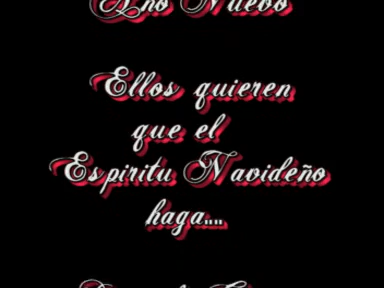 Año Nuevo
Ellos quieren
que el
Espiritu Navideño
haga....